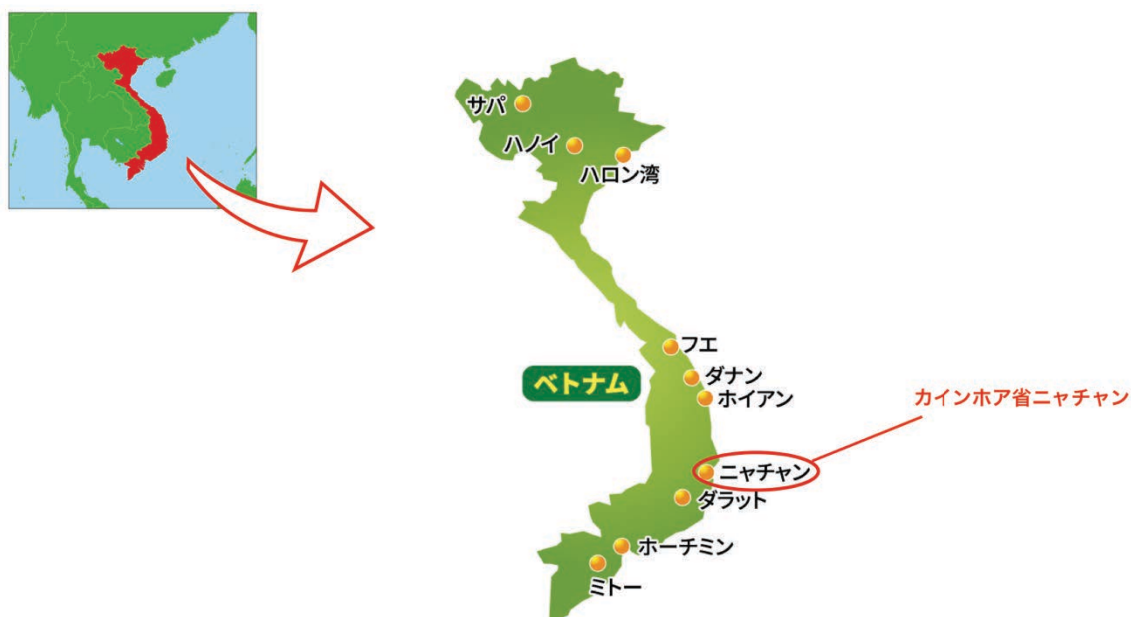 サパ
ハノイ
ハロン湾
フエ
ベトナム
ダナン
ホイアン
カインホア省ニャチャン
ニャチャン
ダラット
ホーチミン
ミトー